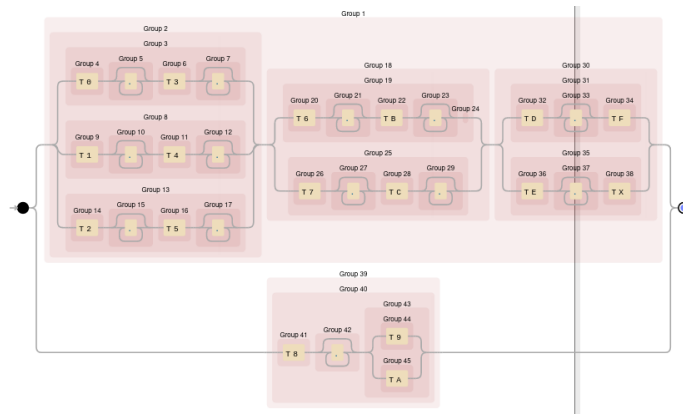 Group 1
Group 2
Group 3
Group 4 Group 5 Group 6 Group 7
T 0 . T 3 .
Group 8
Group 9 Group 10 Group 11 Group 12
T 1 . T 4 .
Group 13
Group 14 Group 15 Group 16 Group 17
T 2 . T 5 .
Group 18
Group 19
Group 20 Group 21 Group 22 Group 23 Group 24
T 6 . T B .
Group 25
Group 26 Group 27 Group 28 Group 29
T 7 . T C .
Group 30
Group 31
Group 32 Group 33 Group 34
T D . T F
Group 35
Group 36 Group 37 Group 38
T E . T X
Group 39
Group 40
Group 41 Group 42
T 8 .
Group 43
Group 44
T 9
Group 45
T A